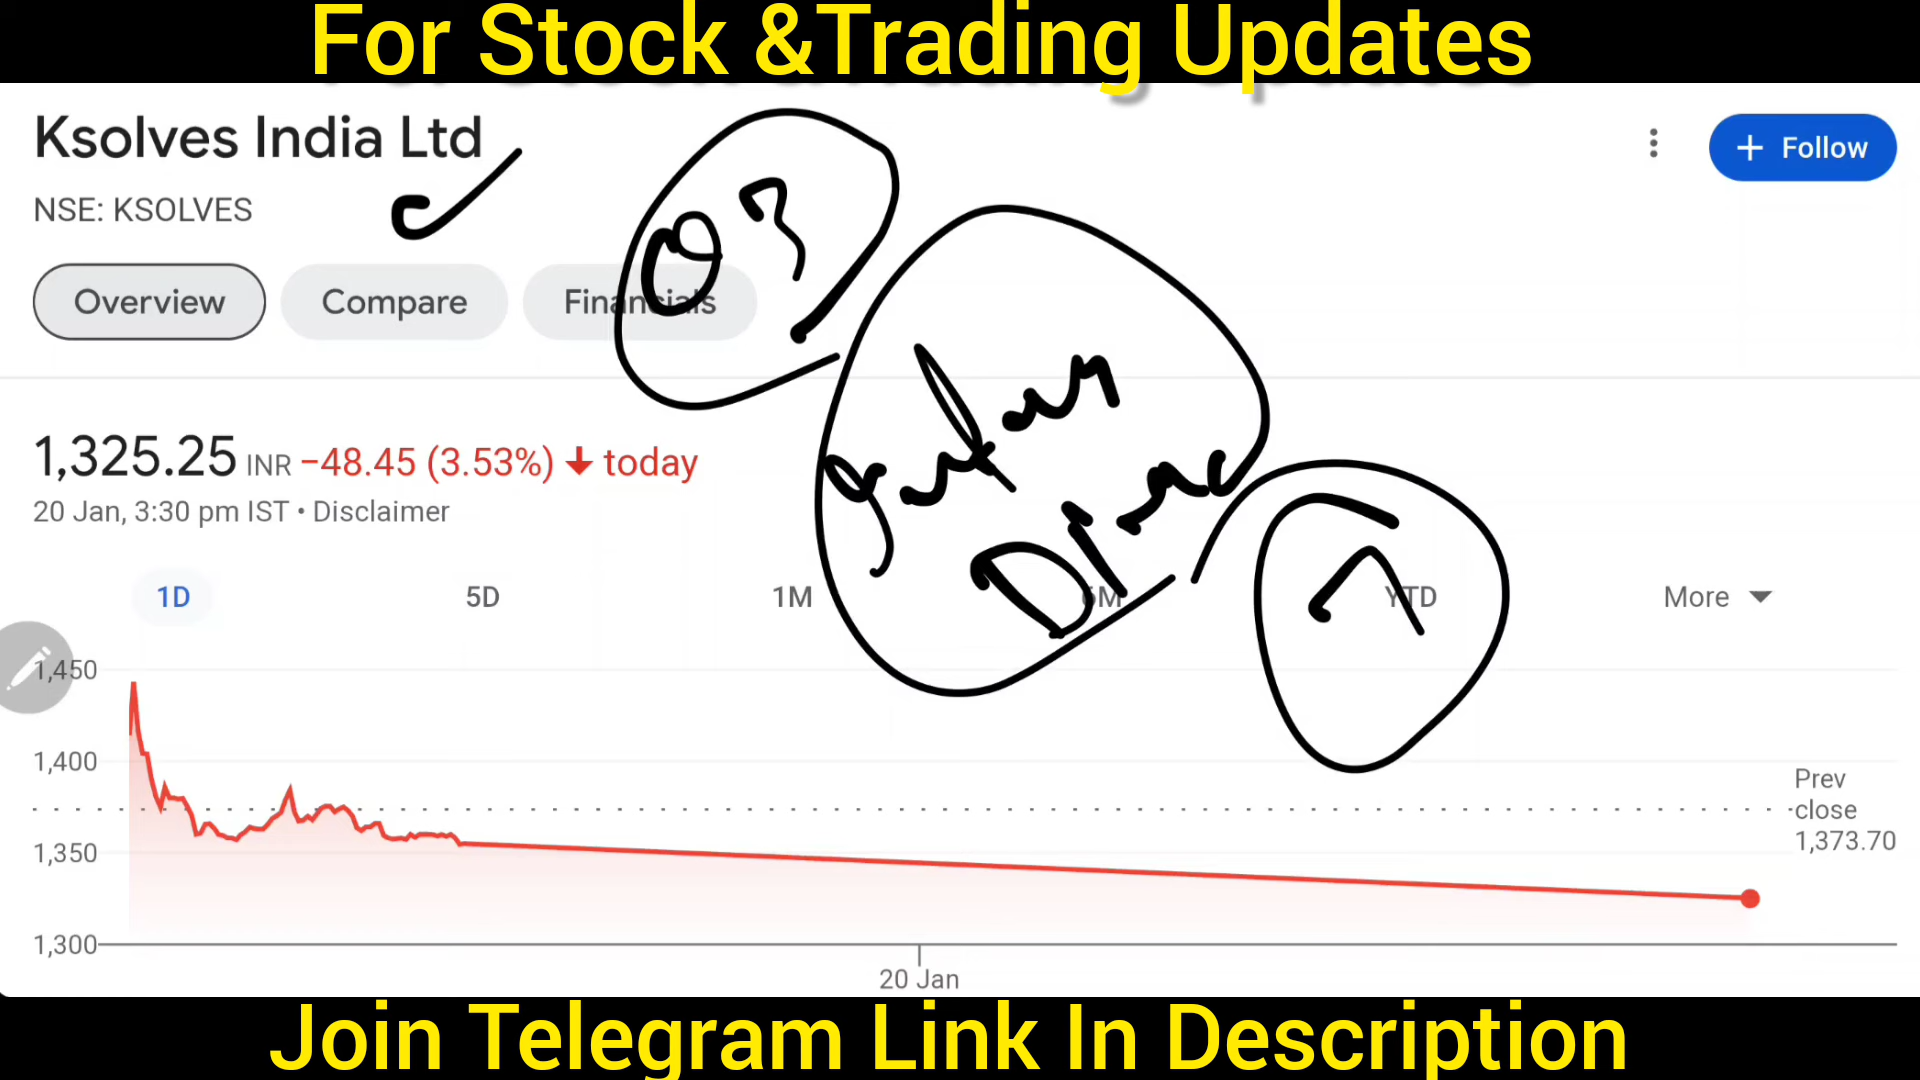 For Stock &Trading Updates
Ksolves India Ltd
Follow
NSE: KSOLVES
Overview Compare Financials
1,325.25 INR −48.45 (3.53%) today
20 Jan, 3:30 pm IST • Disclaimer
1D 5D 1M 6M YTD More
1,450
1,400
1,350
1,300
Prev
close
1,373.70
20 Jan
Join Telegram Link In Description